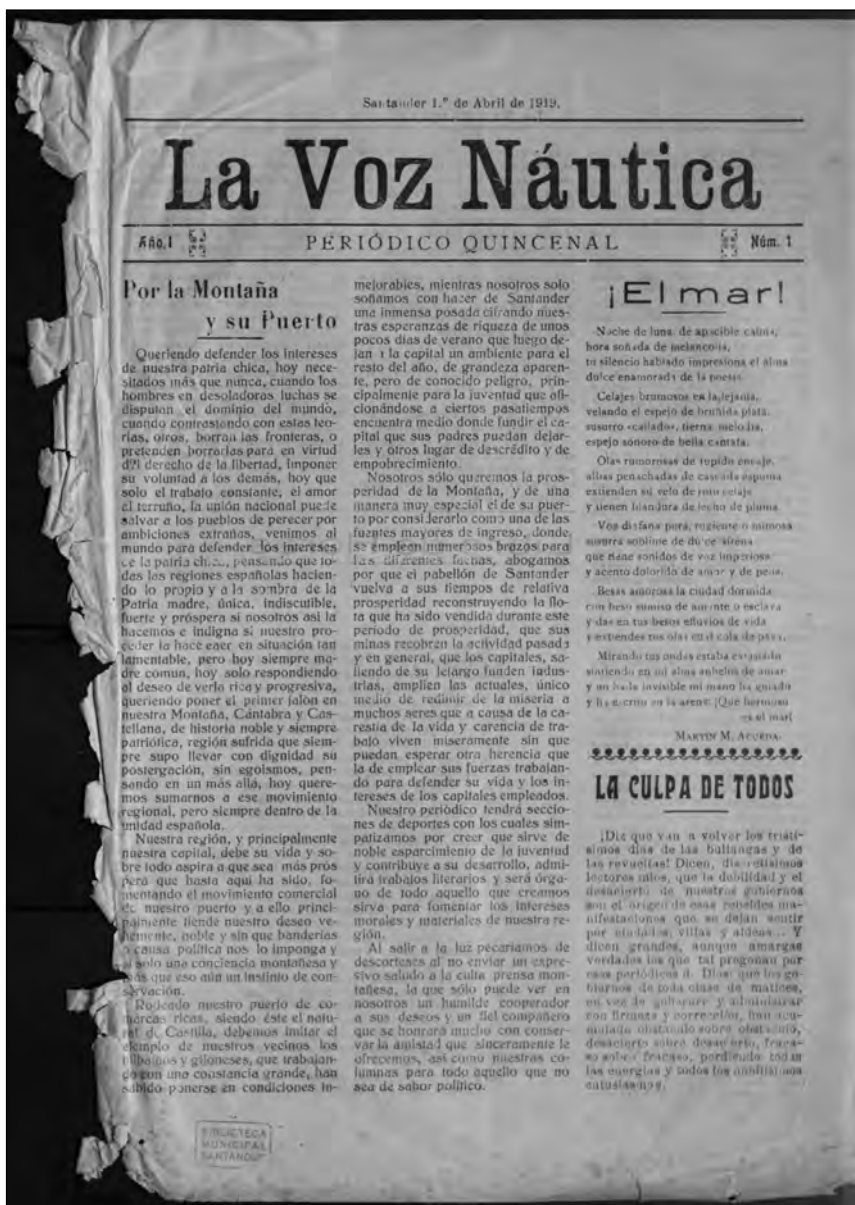 Santander 1.º de Abril de 1919.
La Voz Náutica
Año. I
PERIÓDICO QUINCENAL
Núm. 1
Por la Montaña
y su Puerto
Queriendo defender los intereses
de nuestra patria chica, hoy nece-
sitados más que nunca, cuando los
hombres en desoladoras luchas se
disputan el dominio del mundo,
cuando contrastando con estas teo-
rías, otros, borran las fronteras, o
pretenden borrarlas para en virtud
del derecho de la libertad, imponer
su voluntad a los demás, hoy que
solo el trabajo constante, el amor
al terruño, la unión nacional puede
salvar a los pueblos de perecer por
ambiciones extrañas, venimos al
mundo para defender los intereses
de la patria chica, pensando que to-
das las regiones españolas hacien-
do lo propio y a la sombra de la
Patria madre, única, indiscutible,
fuerte y próspera si nosotros asi la
hacemos e indigna si nuestro pro-
ceder la hace caer en situación tan
lamentable, pero hoy siempre ma-
dre comun, hoy solo respondiendo
al deseo de verla rica y progresiva,
queriendo poner el primer jalón en
nuestra Montaña, Cántabra y Cas-
tellana, de historia noble y siempre
patriótica, región sufrida que siem-
pre supo llevar con dignidad su
postergación, sin egoismos, pen-
sando en un más allá, hoy quere-
mos sumarnos a ese movimiento
regional, pero siempre dentro de la
unidad española.
Nuestra región, y principalmente
nuestra capital, debe su vida y so-
bre todo aspira a que sea más prós
pera que hasta aquí ha sido, fo-
mentando el movimiento comercial
de nuestro puerto y a ello princi-
palmente tiende nuestro deseo ve-
hemente, noble y sin que banderías
o causa política nos lo imponga y
sí solo una conciencia montañesa y
más que eso aún un instinto de con-
servación.
Rodeado nuestro puerto de co-
marcas ricas, siendo éste el natu-
ral de Castilla, debemos imitar el
ejemplo de nuestros vecinos los
bilbaínos y gijoneses, que trabajan-
do con una constancia grande, han
sabido ponerse en condiciones in-
mejorables, mientras nosotros solo
soñamos con hacer de Santander
una inmensa posada cifrando nues-
tras esperanzas de riqueza de unos
pocos días de verano que luego de-
jan a la capital un ambiente para el
resto del año, de grandeza aparen-
te, pero de conocido peligro, prin-
cipalmente para la juventud que afi-
cionándose a ciertos pasatiempos
encuentra medio donde fundir el ca-
pital que sus padres puedan dejar-
les y otros lugar de descrédito y de
empobrecimiento.
Nosotros sólo queremos la pros-
peridad de la Montaña, y de una
manera muy especial el de su puer-
to por considerarlo como una de las
fuentes mayores de ingreso, donde
se emplean numerosos brazos para
las diferentes faenas, abogamos
por que el pabellón de Santander
vuelva a sus tiempos de relativa
prosperidad reconstruyendo la flo-
ta que ha sido vendida durante este
periodo de prosperidad, que sus
minas recobren la actividad pasada
y en general, que los capitales, sa-
liendo de su letargo funden indus-
trias, amplíen las actuales, único
medio de redimir de la miseria a
muchos seres que a causa de la ca-
restía de la vida y carencia de tra-
bajo viven miseramente sin que
puedan esperar otra herencia que
la de emplear sus fuerzas trabajan-
do para defender su vida y los in-
tereses de los capitales empleados.
Nuestro periódico tendrá seccio-
nes de deportes con los cuales sim-
patizamos por creer que sirve de
noble esparcimiento de la juventud
y contribuye a su desarrollo, admi-
tirá trabajos literarios y será órga-
no de todo aquello que creamos
sirva para fomentar los intereses
morales y materiales de nuestra re-
gión.
Al salir a la luz pecaríamos de
descorteses al no enviar un expre-
sivo saludo a la culta prensa mon-
tañesa, la que sólo puede ver en
nosotros un humilde cooperador
a sus deseos y un fiel compañero
que se honrará mucho con conser-
var la amistad que sinceramente le
ofrecemos, así como nuestras co-
lumnas para todo aquello que no
sea de sabor político.
¡El mar!
Noche de luna, de apacible calma,
hora soñada de melancolía,
tu silencio hablado impresiona el alma
dulce enamorada de la poesía.
Celajes brumosos en la lejanía,
velando el espejo de bruñida plata,
susurro «callado», tierna melodía,
espejo sonoro de bella cantata.
Olas rumorosas de tupido encaje,
albas penachadas de cascada espuma
extienden su velo de roto celaje
y tienen blandura de lecho de pluma.
Voz diáfana pura, rugiente o mimosa
susurro sublime de dulce sirena
que tiene sonidos de voz imperiosa
y acento dolorido de amor y de pena.
Besas amorosa la ciudad dormida
con beso sumiso de amante o esclava
y das en tus besos efluvios de vida
y extiendes tus olas cual cola de pava.
Mirando tus ondas estaba extasiado
sintiendo en mi alma anhelos de amar
y un hada invisible mi mano ha guiado
y ha escrito en la arena: ¡Que hermoso
es el mar!
MARTÍN M. ACUEDA.
LA CULPA DE TODOS
¡Diz que van a volver los tristí-
simos días de las bullangas y de
las revueltas! Dicen,
lectores míos, que la debilidad y el
desacierto de nuestros gobiernos
son el origen de esas rebeldes ma-
nifestaciones que se dejan sentir
por ciudades, villas y aldeas... Y
dicen grandes, aunque amargas
verdades los que tal pregonan por
esos periódicos d. Dios; que los go-
biernos de toda clase de matices,
en vez de gobernar y administrar
con firmeza y corrección, han acu-
mulado obstáculo sobre obstáculo,
desacierto sobre desacierto, fraca-
so sobre fracaso, perdiendo todas
las energías y todos los
entusiasmos.
BIBLIOTECA
MUNICIPAL
SANTANDER